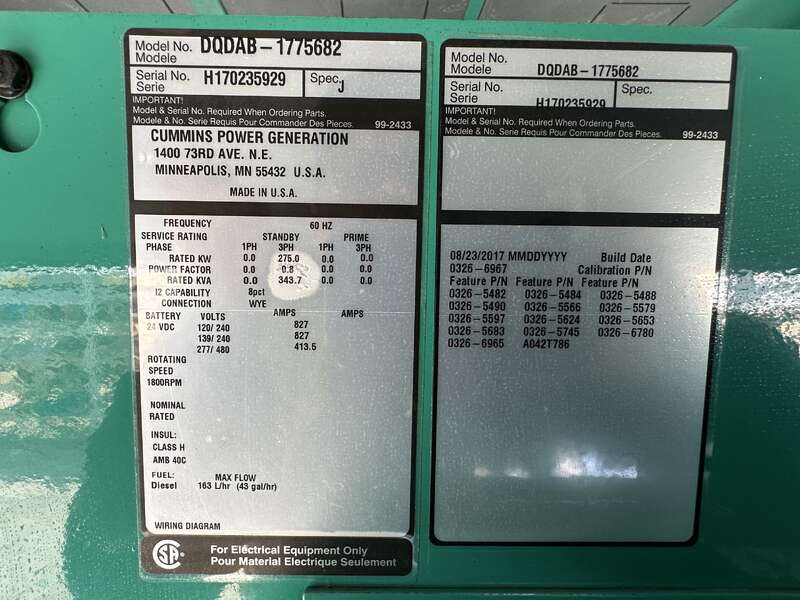 Model No. DQDAB-1775682
Modele
Serial No. H170235929 Spec. J
Serie
IMPORTANT!
Model & Serial No. Required When Ordering Parts.
Modele & No. Serie Requis Pour Commander Des Pieces. 99-2433
CUMMINS POWER GENERATION
1400 73RD AVE. N.E.
MINNEAPOLIS, MN 55432 U.S.A.
MADE IN U.S.A.
FREQUENCY 60 HZ
SERVICE RATING STANDBY PRIME
PHASE 1PH 3PH 1PH 3PH
RATED KW 0.0 275.0 0.0 0.0
POWER FACTOR 0.0 0.8 0.0 0.0
RATED KVA 0.0 343.7 0.0 0.0
I2 CAPABILITY 8pct
CONNECTION WYE
BATTERY VOLTS AMPS AMPS
24 VDC 120/ 240 827
139/ 240 827
277/ 480 413.5
ROTATING
SPEED
1800RPM
NOMINAL
RATED
INSUL:
CLASS H
AMB 40C
FUEL: MAX FLOW
Diesel 163 L/hr (43 gal/hr)
WIRING DIAGRAM
For Electrical Equipment Only
Pour Material Electrique Seulement
Model No.
Modele DQDAB-1775682
Serial No. Spec.
Serie H170235929
IMPORTANT!
Model & Serial No. Required When Ordering Parts.
Modele & No. Serie Requis Pour Commander Des Pieces. 99-2433
08/23/2017 MMDDYYYY Build Date
0326-6967 Calibration P/N
Feature P/N Feature P/N Feature P/N
0326-5482 0326-5484 0326-5488
0326-5490 0326-5566 0326-5579
0326-5597 0326-5624 0326-5653
0326-5683 0326-5745 0326-6780
0326-6965 A042T786